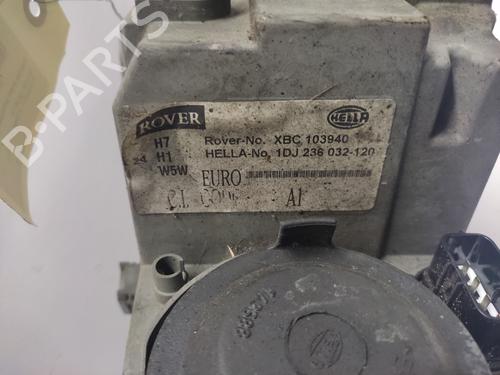 B-PARTS
ROVER
HELLA
H7
H1
W5W
Rover-No. XBC 103940
HELLA-No. 1DJ 236 032-120
EURO
A1